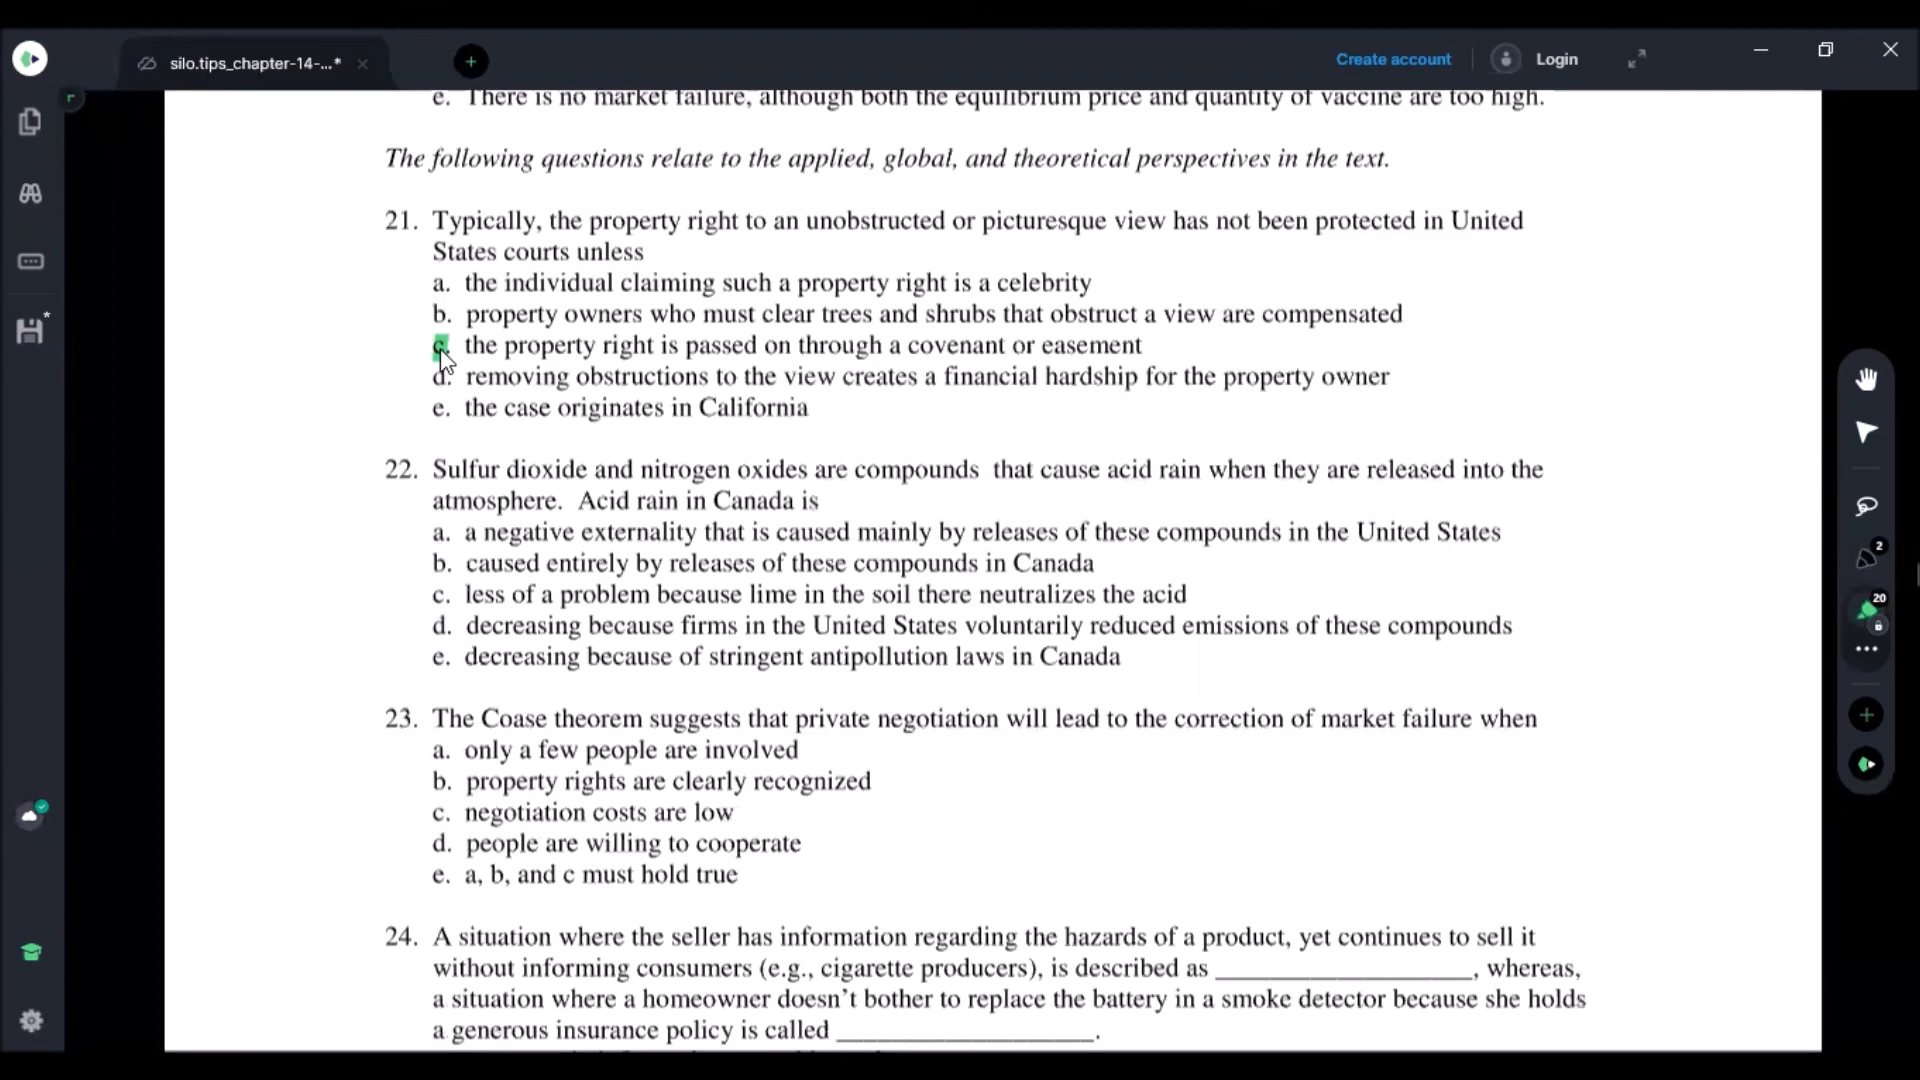 silo.tips_chapter-14-...*
Create account
Login
e. There is no market failure, although both the equilibrium price and quantity of vaccine are too high.
The following questions relate to the applied, global, and theoretical perspectives in the text.
21. Typically, the property right to an unobstructed or picturesque view has not been protected in United
States courts unless
a. the individual claiming such a property right is a celebrity
b. property owners who must clear trees and shrubs that obstruct a view are compensated
c. the property right is passed on through a covenant or easement
d. removing obstructions to the view creates a financial hardship for the property owner
e. the case originates in California
22. Sulfur dioxide and nitrogen oxides are compounds that cause acid rain when they are released into the
atmosphere. Acid rain in Canada is
a. a negative externality that is caused mainly by releases of these compounds in the United States
b. caused entirely by releases of these compounds in Canada
c. less of a problem because lime in the soil there neutralizes the acid
d. decreasing because firms in the United States voluntarily reduced emissions of these compounds
e. decreasing because of stringent antipollution laws in Canada
2
20
23. The Coase theorem suggests that private negotiation will lead to the correction of market failure when
a. only a few people are involved
b. property rights are clearly recognized
c. negotiation costs are low
d. people are willing to cooperate
e. a, b, and c must hold true
24. A situation where the seller has information regarding the hazards of a product, yet continues to sell it
without informing consumers (e.g., cigarette producers), is described as ___________________, whereas,
a situation where a homeowner doesn't bother to replace the battery in a smoke detector because she holds
a generous insurance policy is called ___________________.